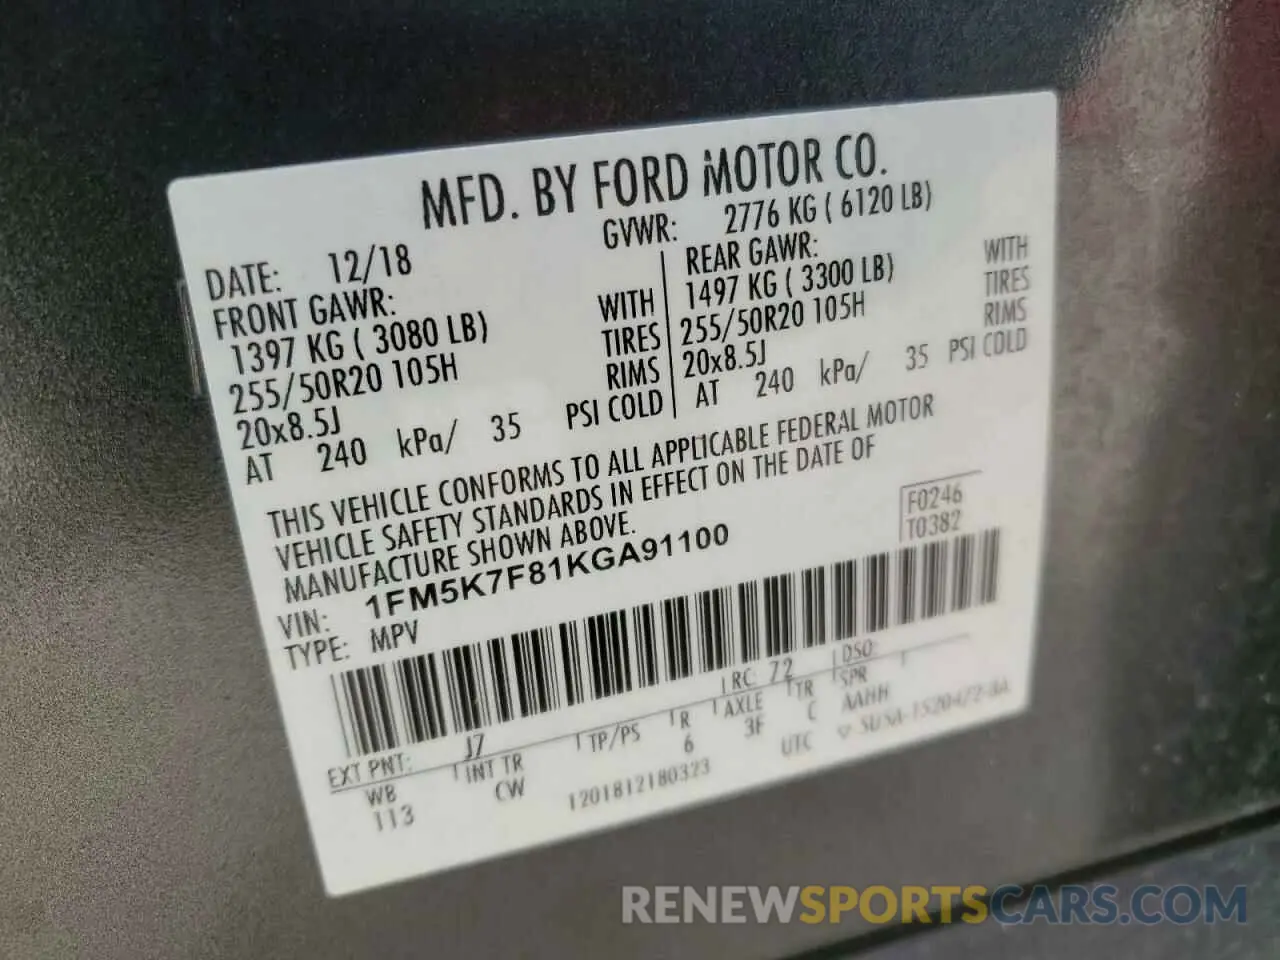 MFD. BY FORD MOTOR CO.
DATE: 12/18 GVWR: 2776 KG ( 6120 LB)
FRONT GAWR: REAR GAWR:
1397 KG ( 3080 LB) WITH 1497 KG ( 3300 LB) WITH
255/50R20 105H TIRES 255/50R20 105H TIRES
20x8.5J RIMS 20x8.5J RIMS
AT 240 kPa/ 35 PSI COLD AT 240 kPa/ 35 PSI COLD
THIS VEHICLE CONFORMS TO ALL APPLICABLE FEDERAL MOTOR
VEHICLE SAFETY STANDARDS IN EFFECT ON THE DATE OF
MANUFACTURE SHOWN ABOVE.
F0246
T0382
VIN: 1FM5K7F81KGA91100
TYPE: MPV
EXT PNT: J7 RC: 72 DSO:
WB INT TR TP/PS R AXLE TR SPR
113 CW 6 3F C AAHH
1201812180323 UTC ▽ SU5A-1520472-BA
RENEWSPORTSCARS.COM